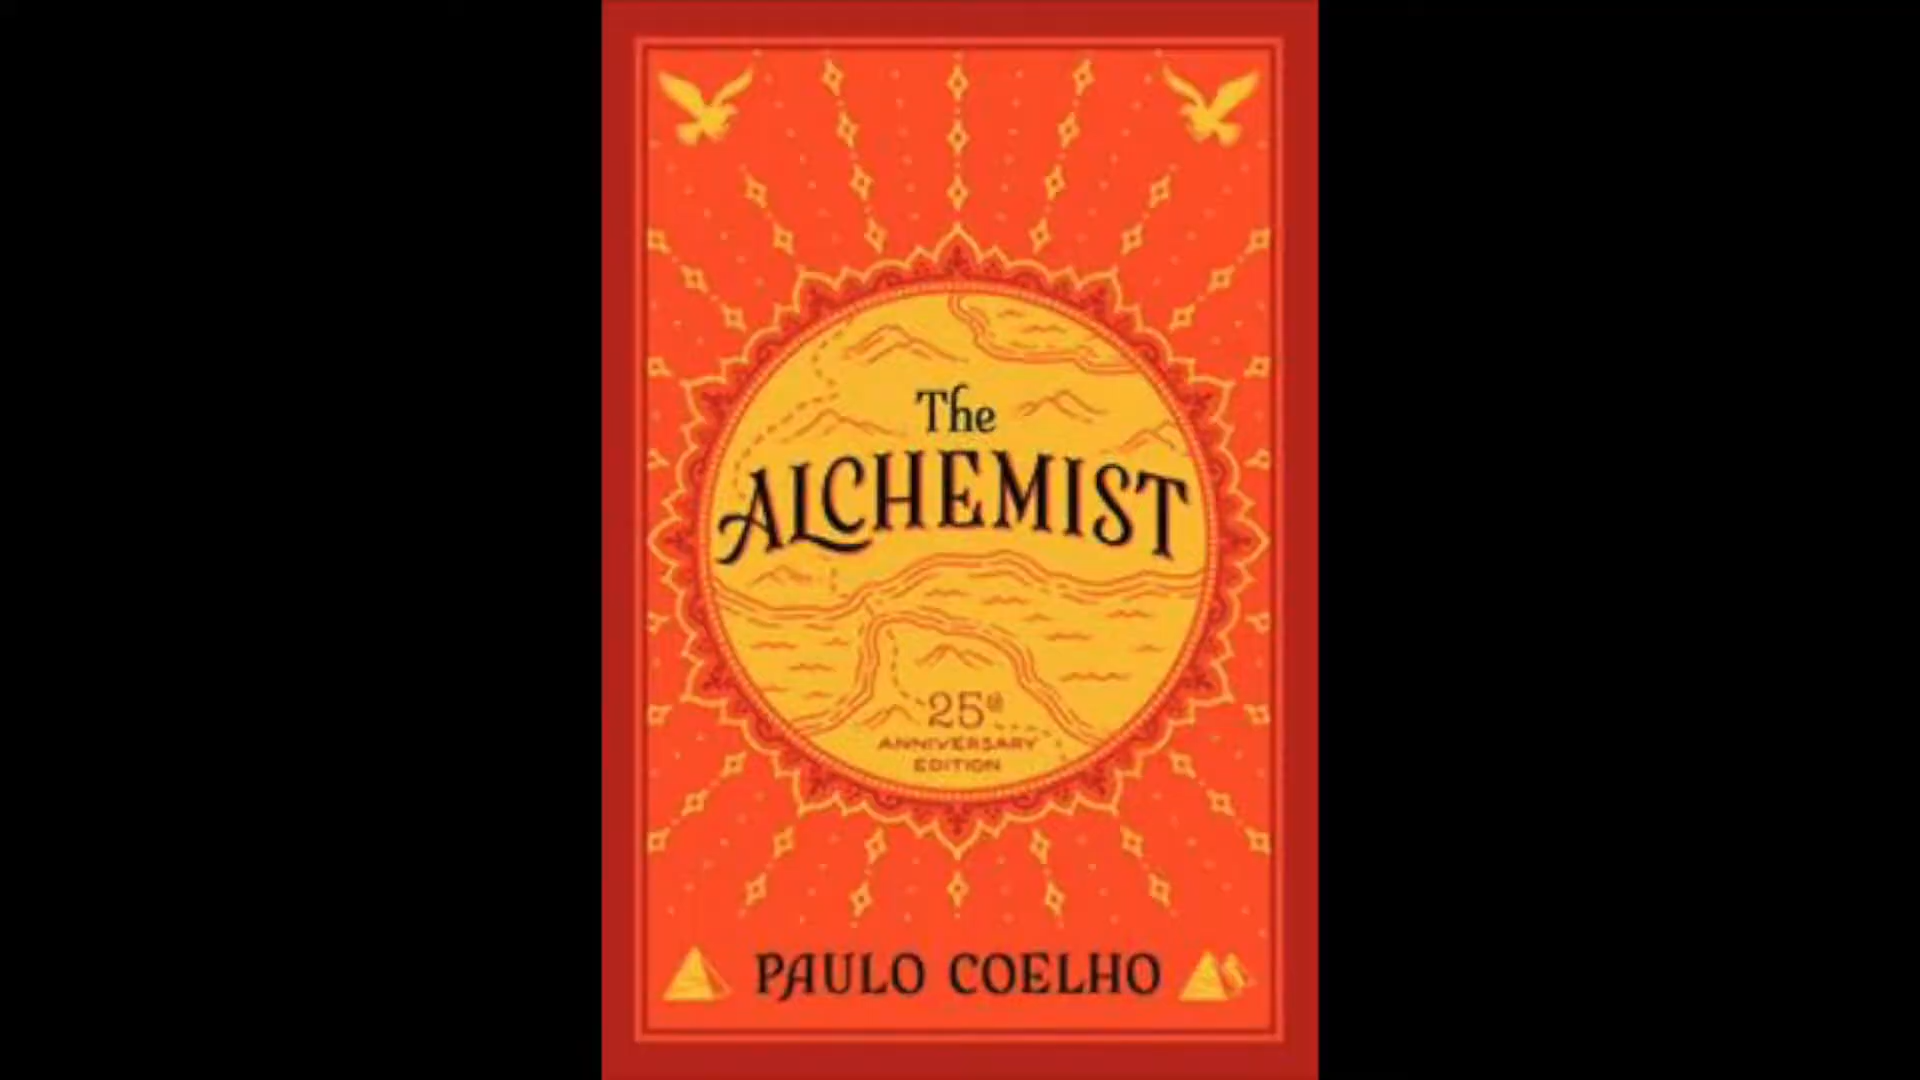 The
ALCHEMIST
25th
ANNIVERSARY
EDITION
PAULO COELHO